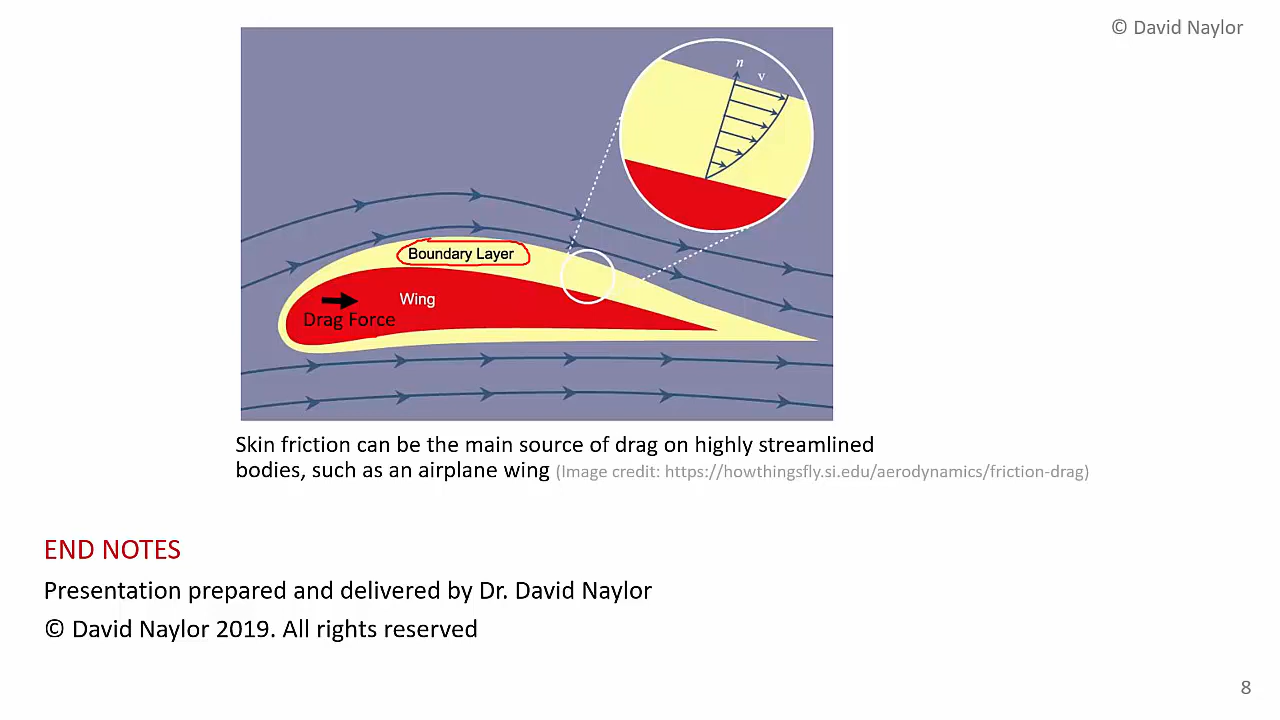 © David Naylor
n
v
Boundary Layer
Wing
Drag Force
Skin friction can be the main source of drag on highly streamlined
bodies, such as an airplane wing (Image credit: https://howthingsfly.si.edu/aerodynamics/friction-drag)
END NOTES
Presentation prepared and delivered by Dr. David Naylor
© David Naylor 2019. All rights reserved
8